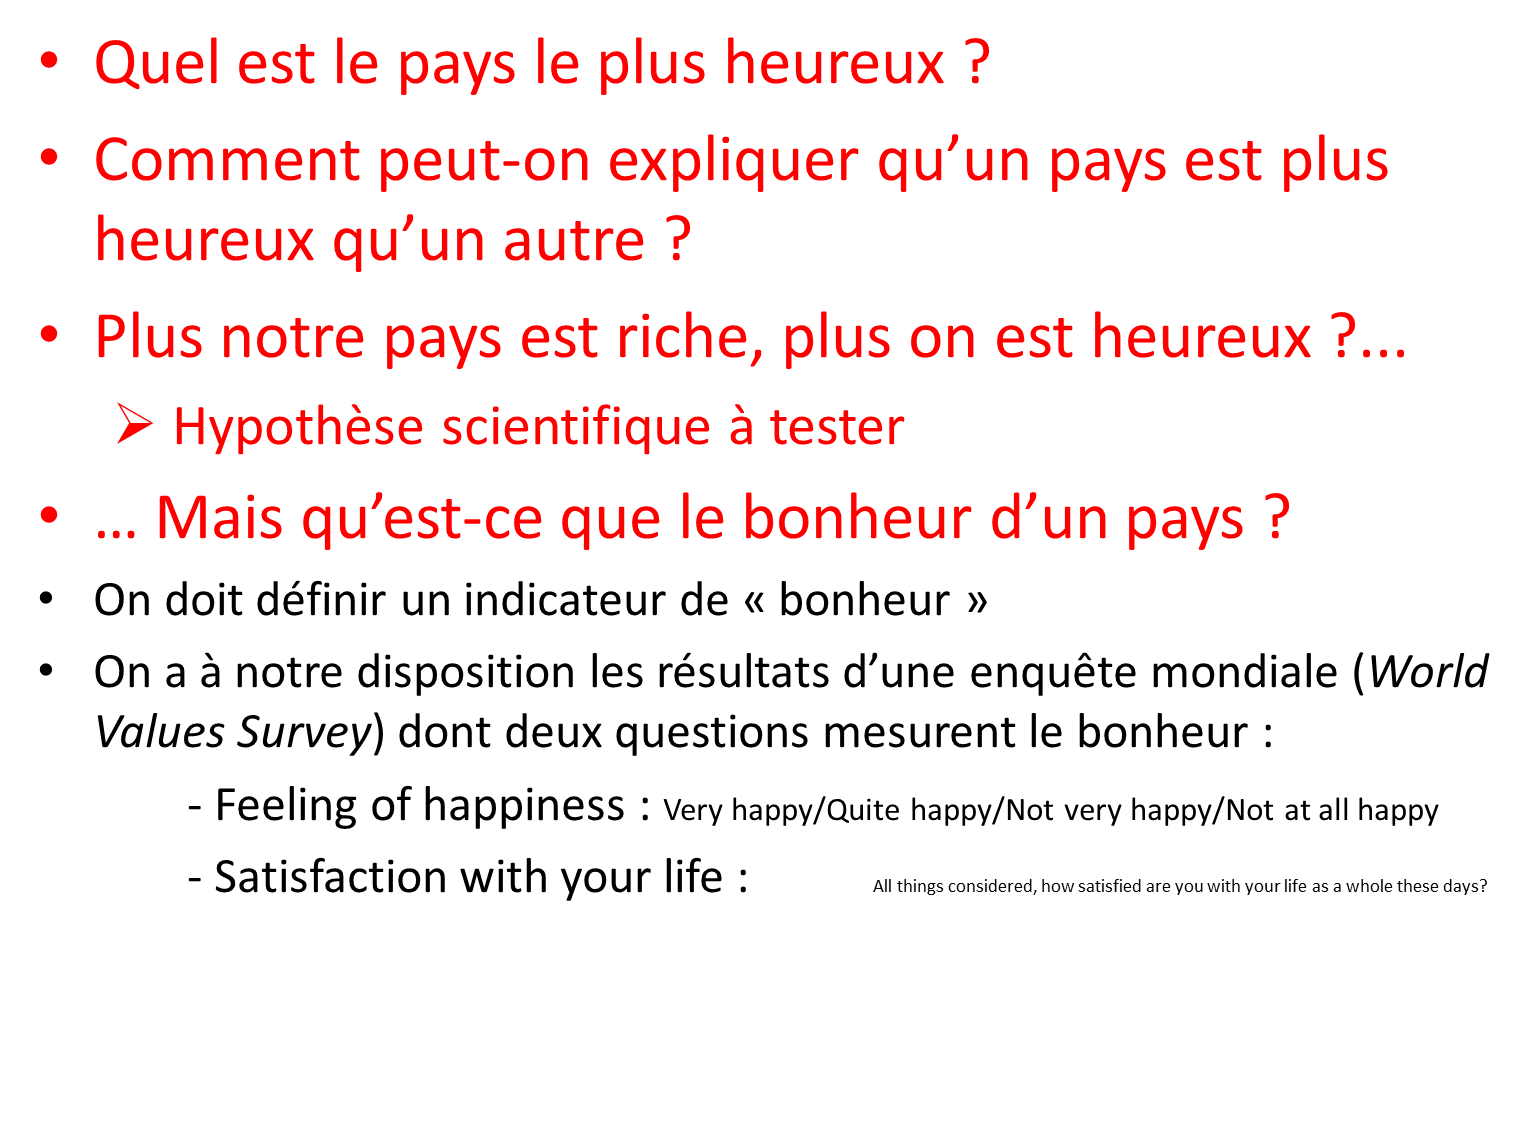 • Quel est le pays le plus heureux ?
• Comment peut-on expliquer qu’un pays est plus
heureux qu’un autre ?
• Plus notre pays est riche, plus on est heureux ?...
➢ Hypothèse scientifique à tester
• … Mais qu’est-ce que le bonheur d’un pays ?
• On doit définir un indicateur de « bonheur »
• On a à notre disposition les résultats d’une enquête mondiale (World
Values Survey) dont deux questions mesurent le bonheur :
- Feeling of happiness : Very happy/Quite happy/Not very happy/Not at all happy
- Satisfaction with your life : All things considered, how satisfied are you with your life as a whole these days?